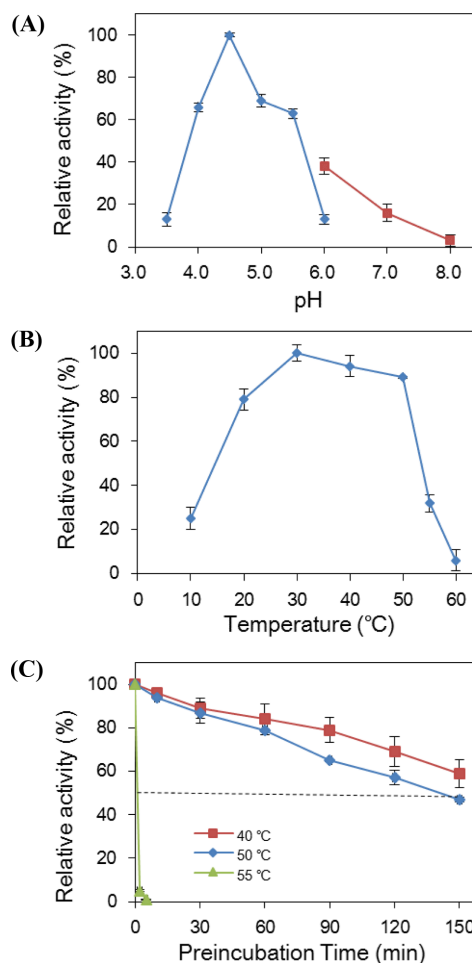 (A)
Relative activity (%)
120
100
80
60
40
20
0
3.0 4.0 5.0 6.0 7.0 8.0
pH
(B)
Relative activity (%)
120
100
80
60
40
20
0
0 10 20 30 40 50 60
Temperature (°C)
(C)
Relative activity (%)
100
80
60
40
20
0
40 °C
50 °C
55 °C
0 30 60 90 120 150
Preincubation Time (min)